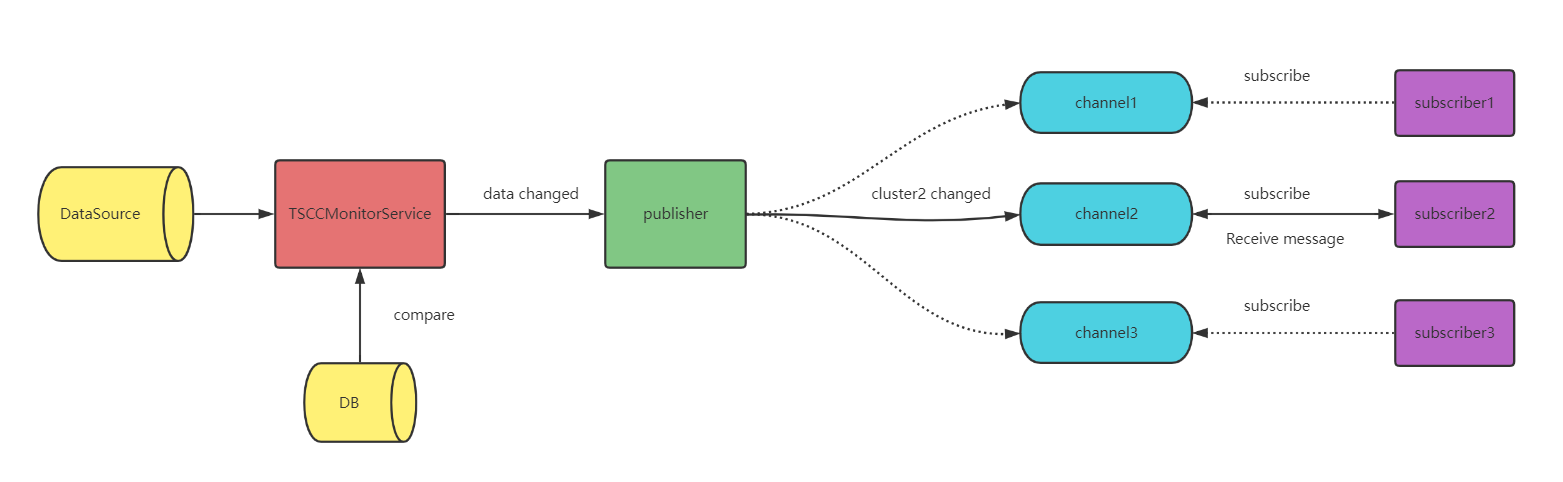 subscribe
channel1
subscriber1
DataSource
TSCCMonitorService
data changed
publisher
cluster2 changed
channel2
subscribe
Receive message
subscriber2
compare
subscribe
channel3
subscriber3
DB